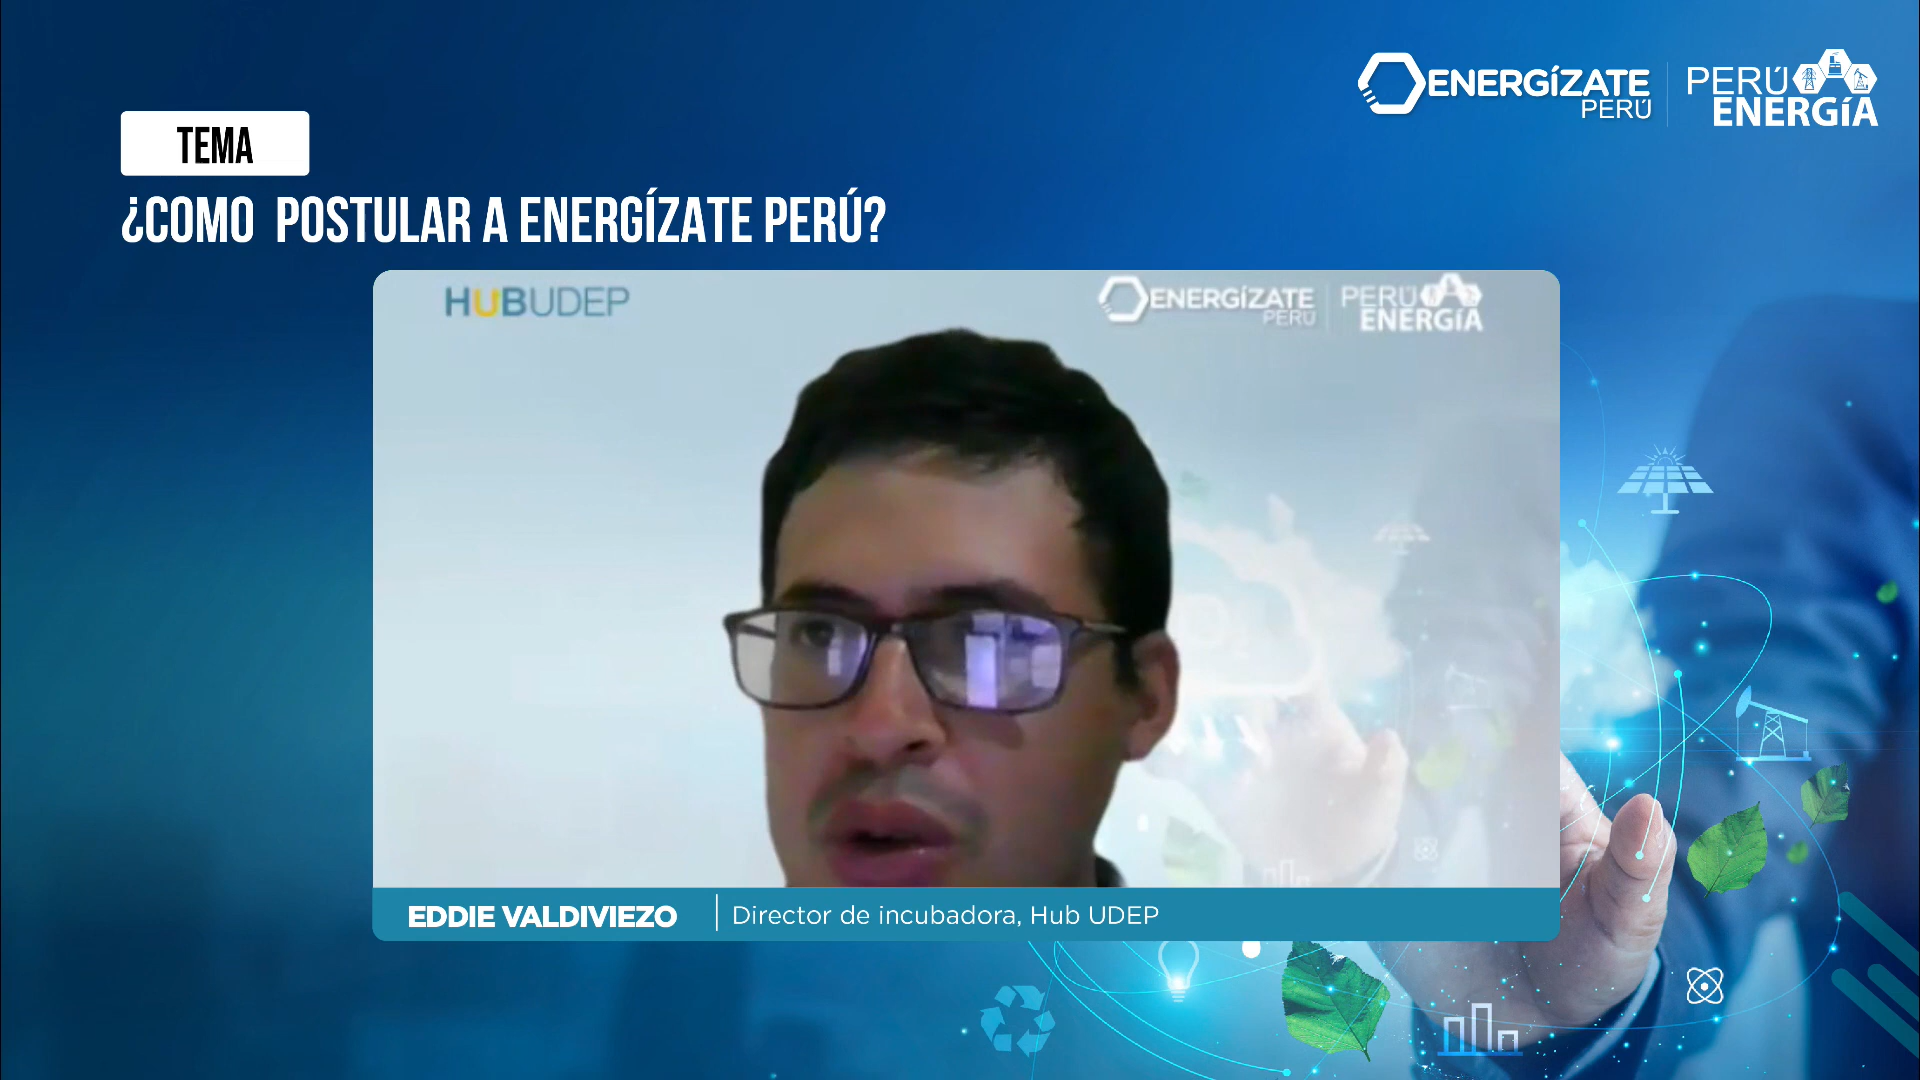 ENERGÍZATE
PERÚ
PERÚ
ENERGíA
TEMA
¿COMO POSTULAR A ENERGÍZATE PERÚ?
HUBUDEP
ENERGÍZATE
PERÚ
PERÚ
ENERGíA
EDDIE VALDIVIEZO
Director de incubadora, Hub UDEP